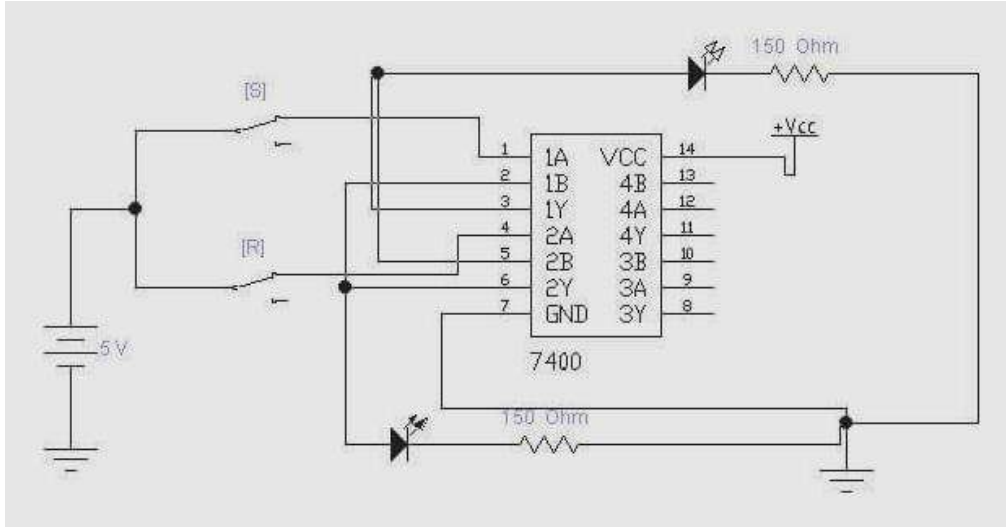 150 Ohm
[S]
+Vcc
1 1A VCC 14
2 1B 4B 13
3 1Y 4A 12
[R]
4 2A 4Y 11
5 2B 3B 10
6 2Y 3A 9
7 GND 3Y 8
5 V
7400
150 Ohm